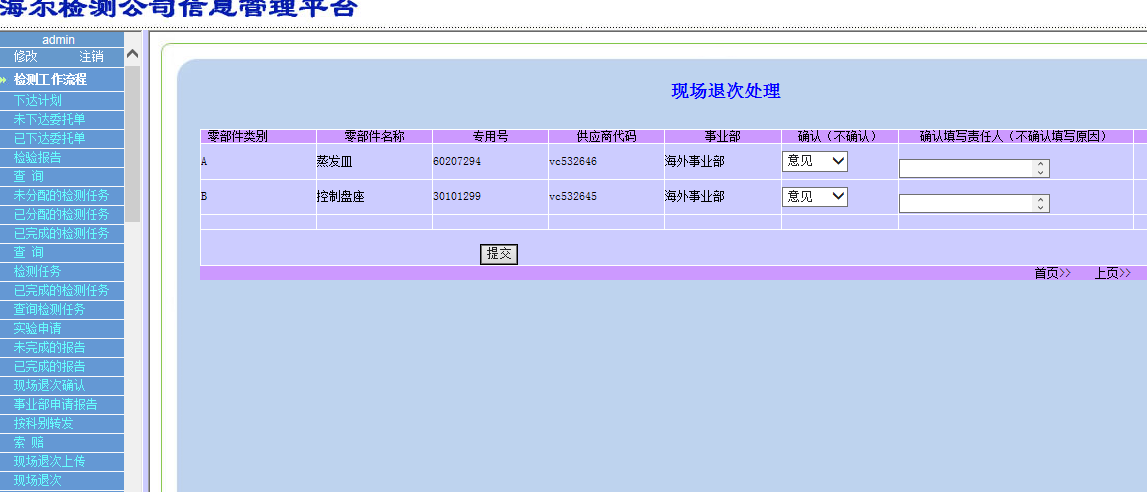 海尔检测公司信息管理平台
admin
修改 注销
检测工作流程
下达计划
未下达委托单
已下达委托单
检验报告
查 询
未分配的检测任务
已分配的检测任务
已完成的检测任务
查 询
检测任务
已完成的检测任务
查询检测任务
实验申请
未完成的报告
已完成的报告
现场退次确认
事业部申请报告
按科别转发
索 赔
现场退次上传
现场退次
现场退次处理
零部件类别 零部件名称 专用号 供应商代码 事业部 确认（不确认） 确认填写责任人（不确认填写原因）
A 蒸发皿 60207294 vc532646 海外事业部 意见
B 控制盘座 30101299 vc532645 海外事业部 意见
提交
首页>> 上页>>